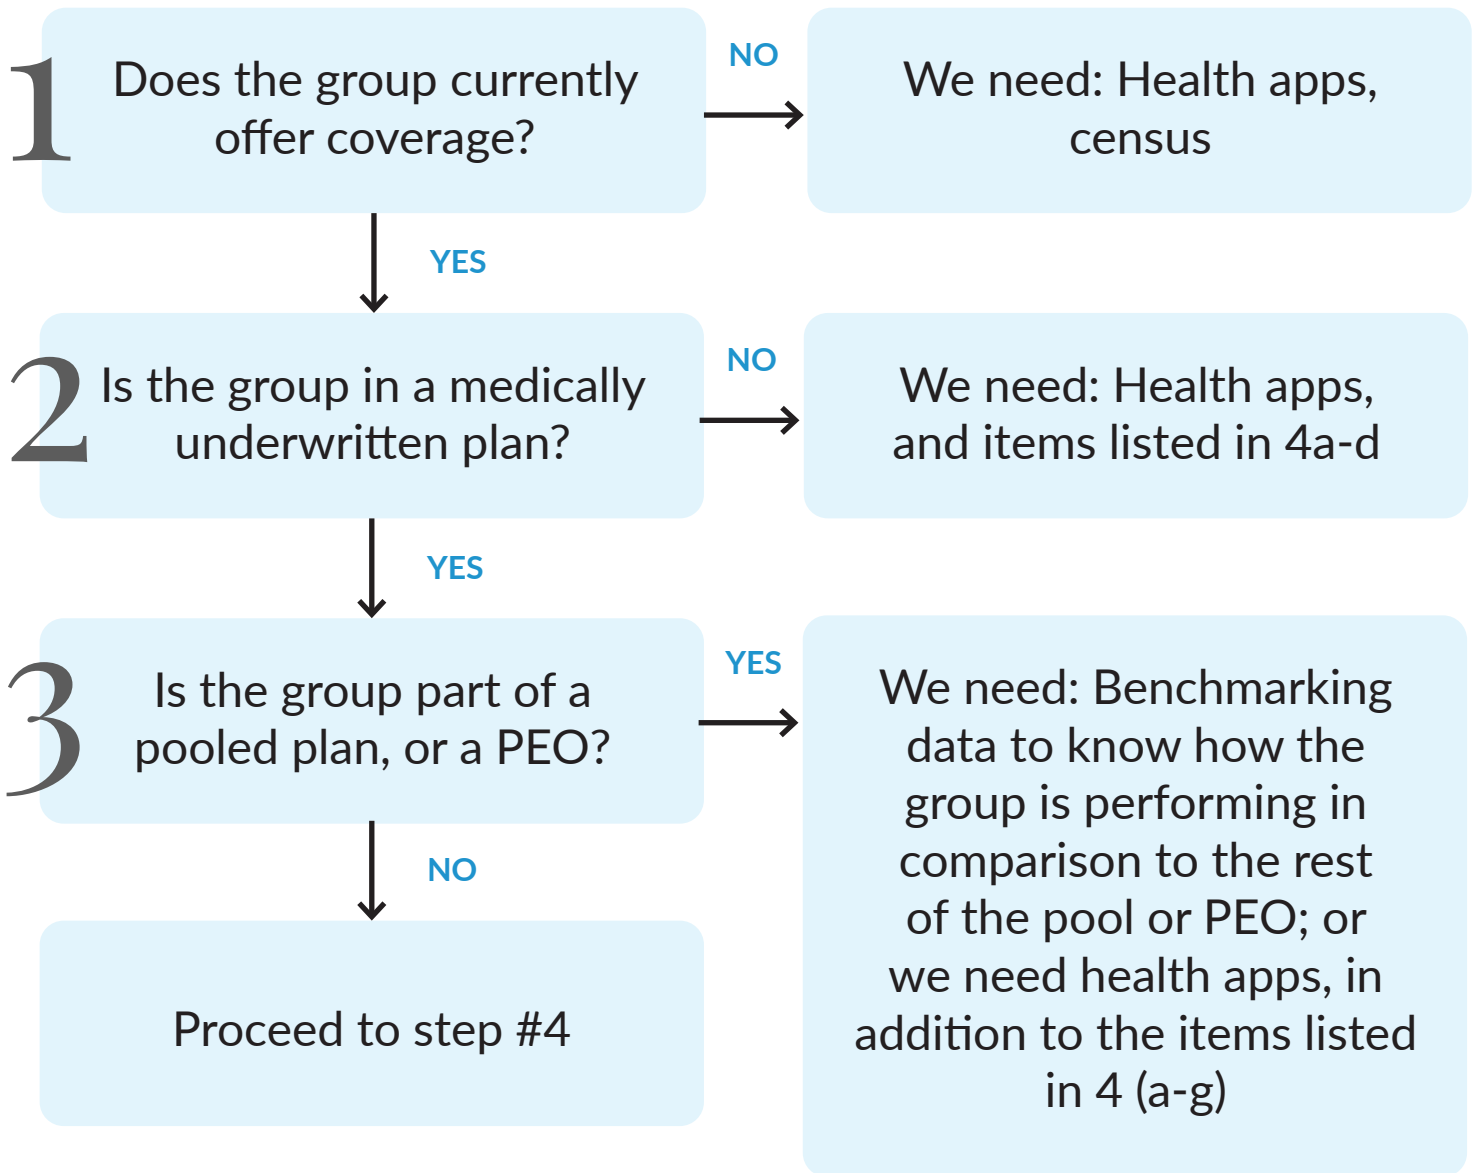 1
Does the group currently
offer coverage?
NO
We need: Health apps,
census
YES
2
Is the group in a medically
underwritten plan?
NO
We need: Health apps,
and items listed in 4a-d
YES
3
Is the group part of a
pooled plan, or a PEO?
YES
We need: Benchmarking
data to know how the
group is performing in
comparison to the rest
of the pool or PEO; or
we need health apps, in
addition to the items listed
in 4 (a-g)
NO
Proceed to step #4